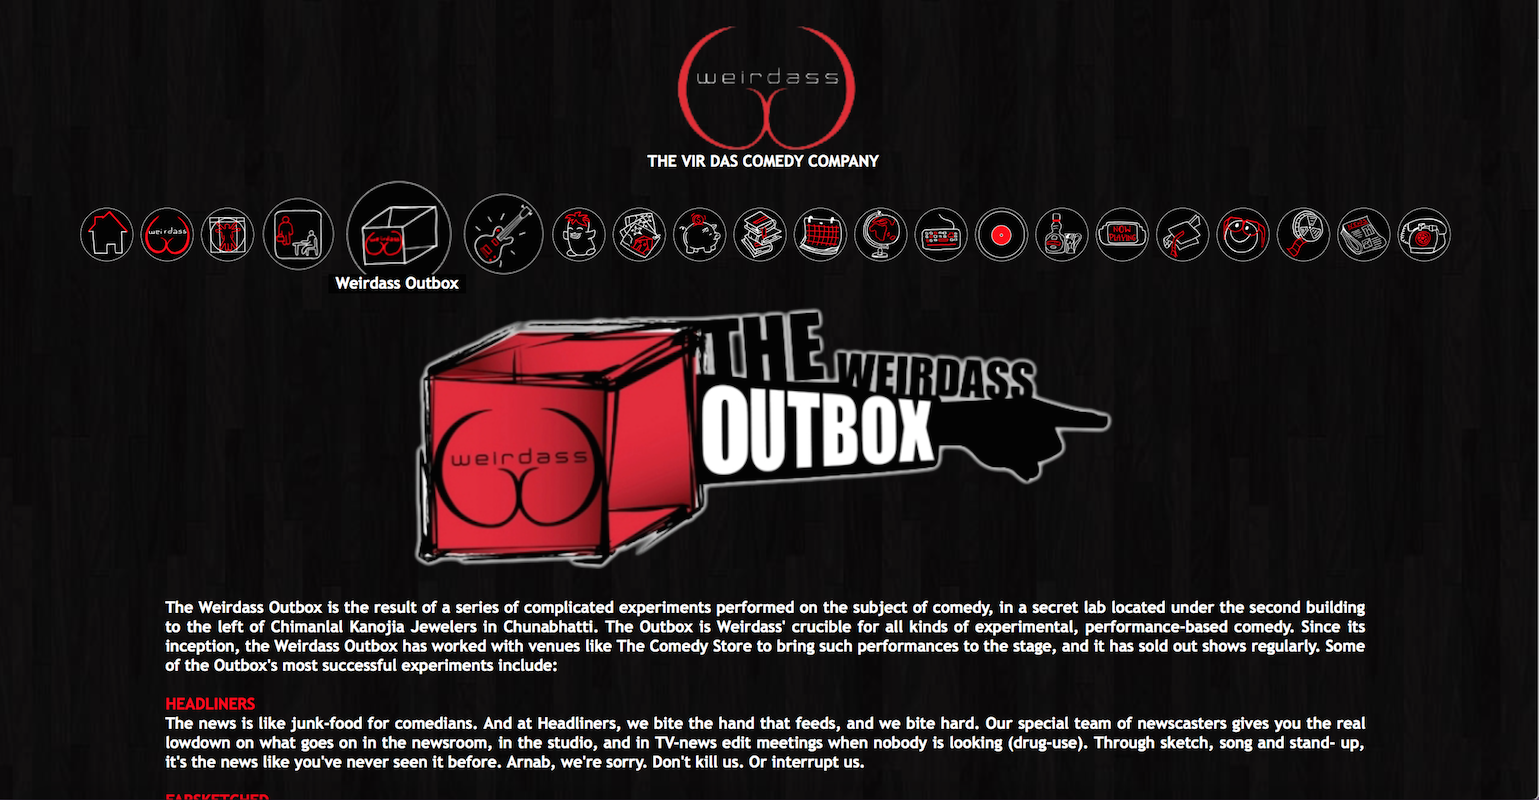 weirdass
THE VIR DAS COMEDY COMPANY
weirdass
NOW
PLAYING
Weirdass Outbox
THE WEIRDASS
OUTBOX
weirdass
The Weirdass Outbox is the result of a series of complicated experiments performed on the subject of comedy, in a secret lab located under the second building
to the left of Chimanlal Kanojia Jewelers in Chunabhatti. The Outbox is Weirdass' crucible for all kinds of experimental, performance-based comedy. Since its
inception, the Weirdass Outbox has worked with venues like The Comedy Store to bring such performances to the stage, and it has sold out shows regularly. Some
of the Outbox's most successful experiments include:
HEADLINERS
The news is like junk-food for comedians. And at Headliners, we bite the hand that feeds, and we bite hard. Our special team of newscasters gives you the real
lowdown on what goes on in the newsroom, in the studio, and in TV-news edit meetings when nobody is looking (drug-use). Through sketch, song and stand- up,
it's the news like you've never seen it before. Arnab, we're sorry. Don't kill us. Or interrupt us.